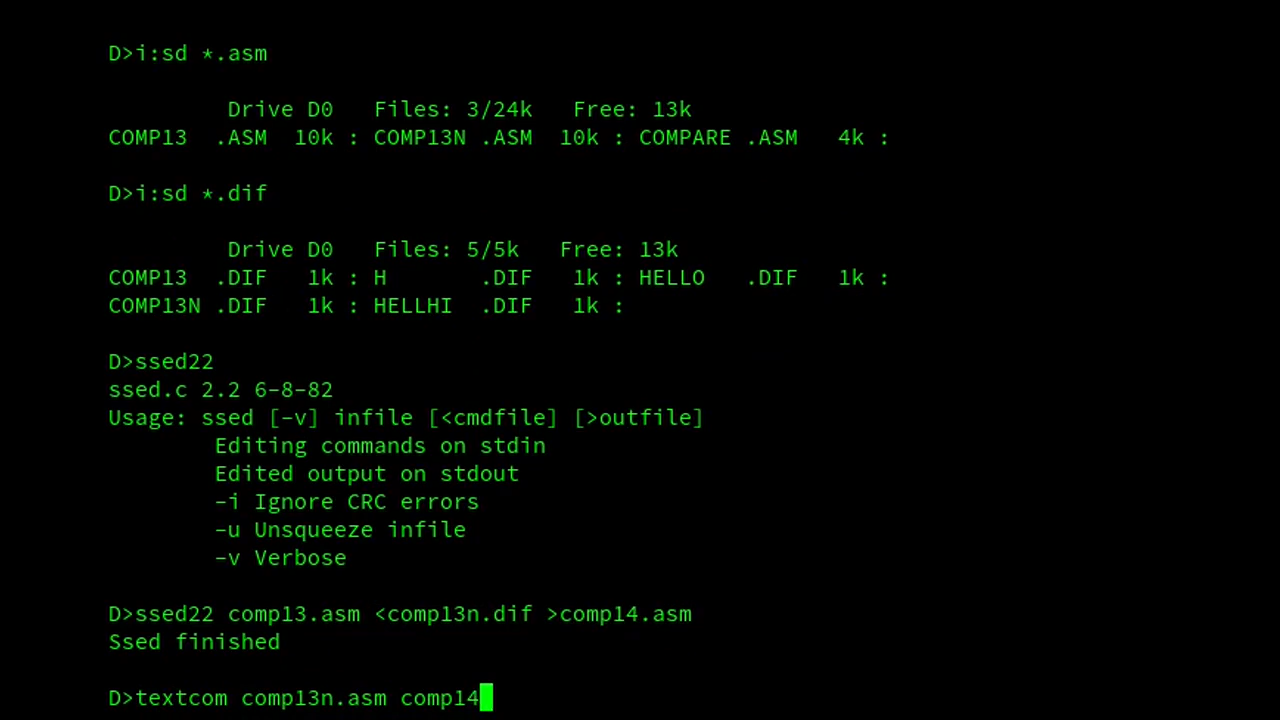 D>i:sd *.asm
Drive D0   Files: 3/24k   Free: 13k
COMP13  .ASM  10k : COMP13N .ASM  10k : COMPARE .ASM   4k :
D>i:sd *.dif
Drive D0   Files: 5/5k   Free: 13k
COMP13  .DIF   1k : H       .DIF   1k : HELLO   .DIF   1k :
COMP13N .DIF   1k : HELLHI  .DIF   1k :
D>ssed22
ssed.c 2.2 6-8-82
Usage: ssed [-v] infile [<cmdfile] [>outfile]
Editing commands on stdin
Edited output on stdout
-i Ignore CRC errors
-u Unsqueeze infile
-v Verbose
D>ssed22 comp13.asm <comp13n.dif >comp14.asm
Ssed finished
D>textcom comp13n.asm comp14